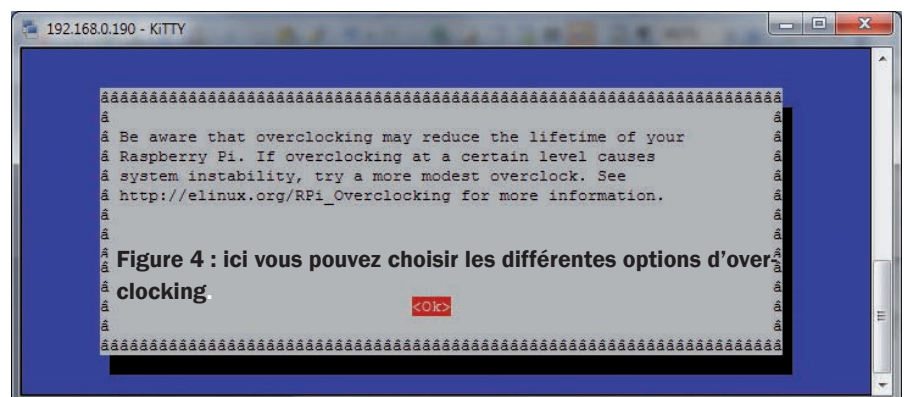 192.168.0.190 - KiTTY
âââââââââââââââââââââââââââââââââââââââââââââââââââââââââââââââââââââ
â â
â Be aware that overclocking may reduce the lifetime of your â
â Raspberry Pi. If overclocking at a certain level causes â
â system instability, try a more modest overclock. See â
â http://elinux.org/RPi_Overclocking for more information. â
â â
â â
â Figure 4 : ici vous pouvez choisir les différentes options d’over- â
â clocking. â
â <Ok> â
â â
âââââââââââââââââââââââââââââââââââââââââââââââââââââââââââââââââââââ